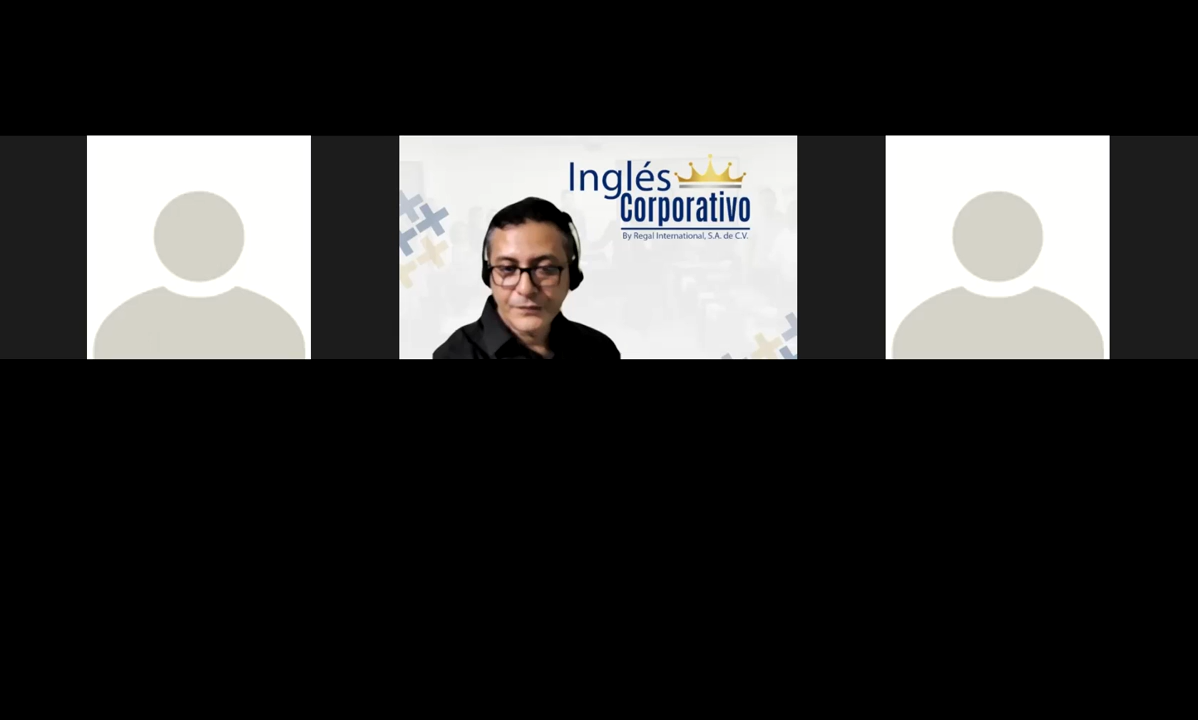 Inglés
Corporativo
By Regal International, S.A. de C.V.